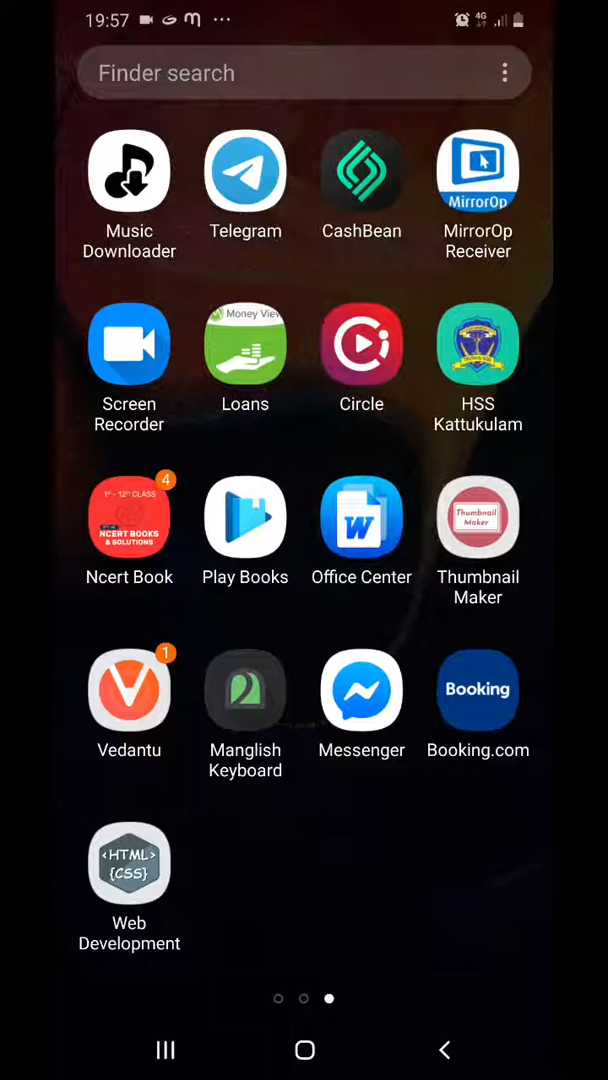 19:57
4G
Finder search
MirrorOp
Music Downloader
Telegram
CashBean
MirrorOp Receiver
Money View
Screen Recorder
Loans
Circle
HSS Kattukulam
4
1st - 12th CLASS
NCERT BOOKS
& SOLUTIONS
W
Thumbnail
Maker
Ncert Book
Play Books
Office Center
Thumbnail Maker
1
Booking
Vedantu
Manglish Keyboard
Messenger
Booking.com
<HTML>
{CSS}
Web Development